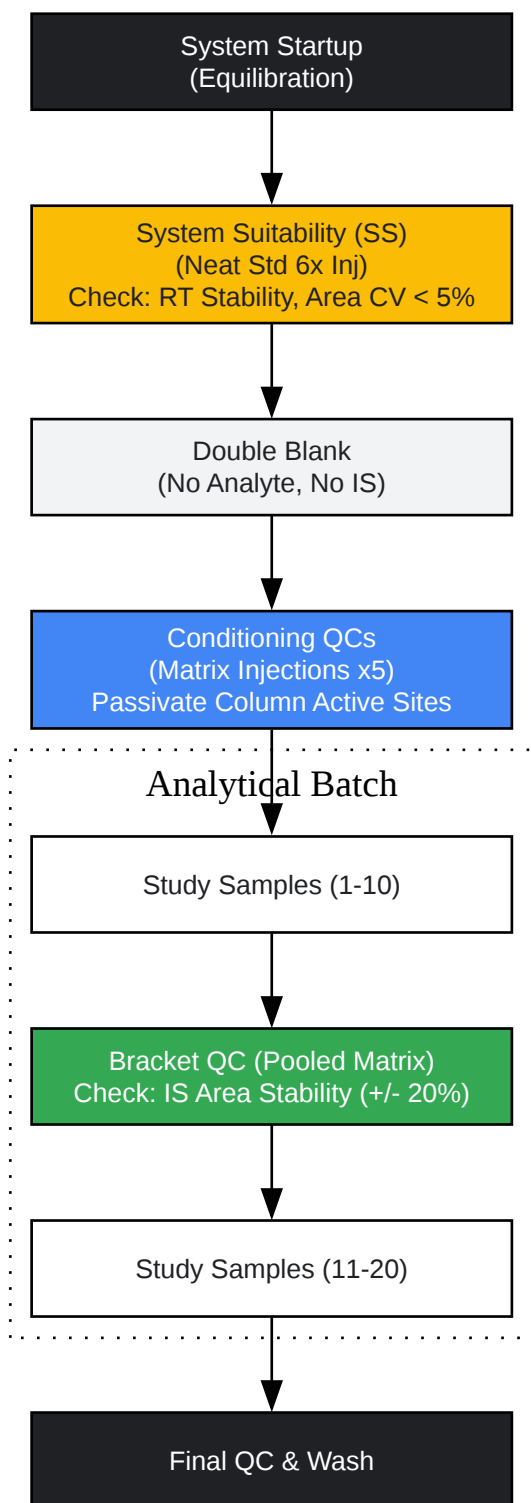 System Startup
(Equilibration)
System Suitability (SS)
(Neat Std 6x Inj)
Check: RT Stability, Area CV < 5%
Double Blank
(No Analyte, No IS)
Conditioning QCs
(Matrix Injections x5)
Passivate Column Active Sites
Analytical Batch
Study Samples (1-10)
Bracket QC (Pooled Matrix)
Check: IS Area Stability (+/- 20%)
Study Samples (11-20)
Final QC & Wash